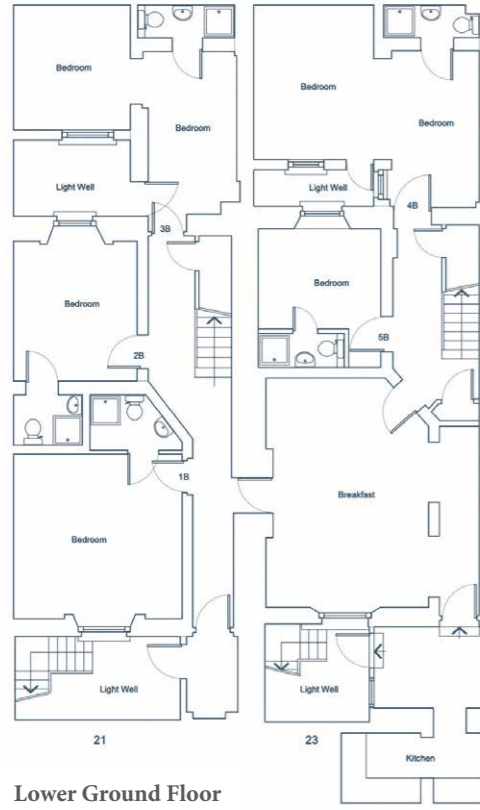 Bedroom
Bedroom
Bedroom
Bedroom
Light Well
Light Well
3B
4B
Bedroom
Bedroom
2B
5B
1B
Bedroom
Breakfast
Light Well
Light Well
21
23
Kitchen
Lower Ground Floor